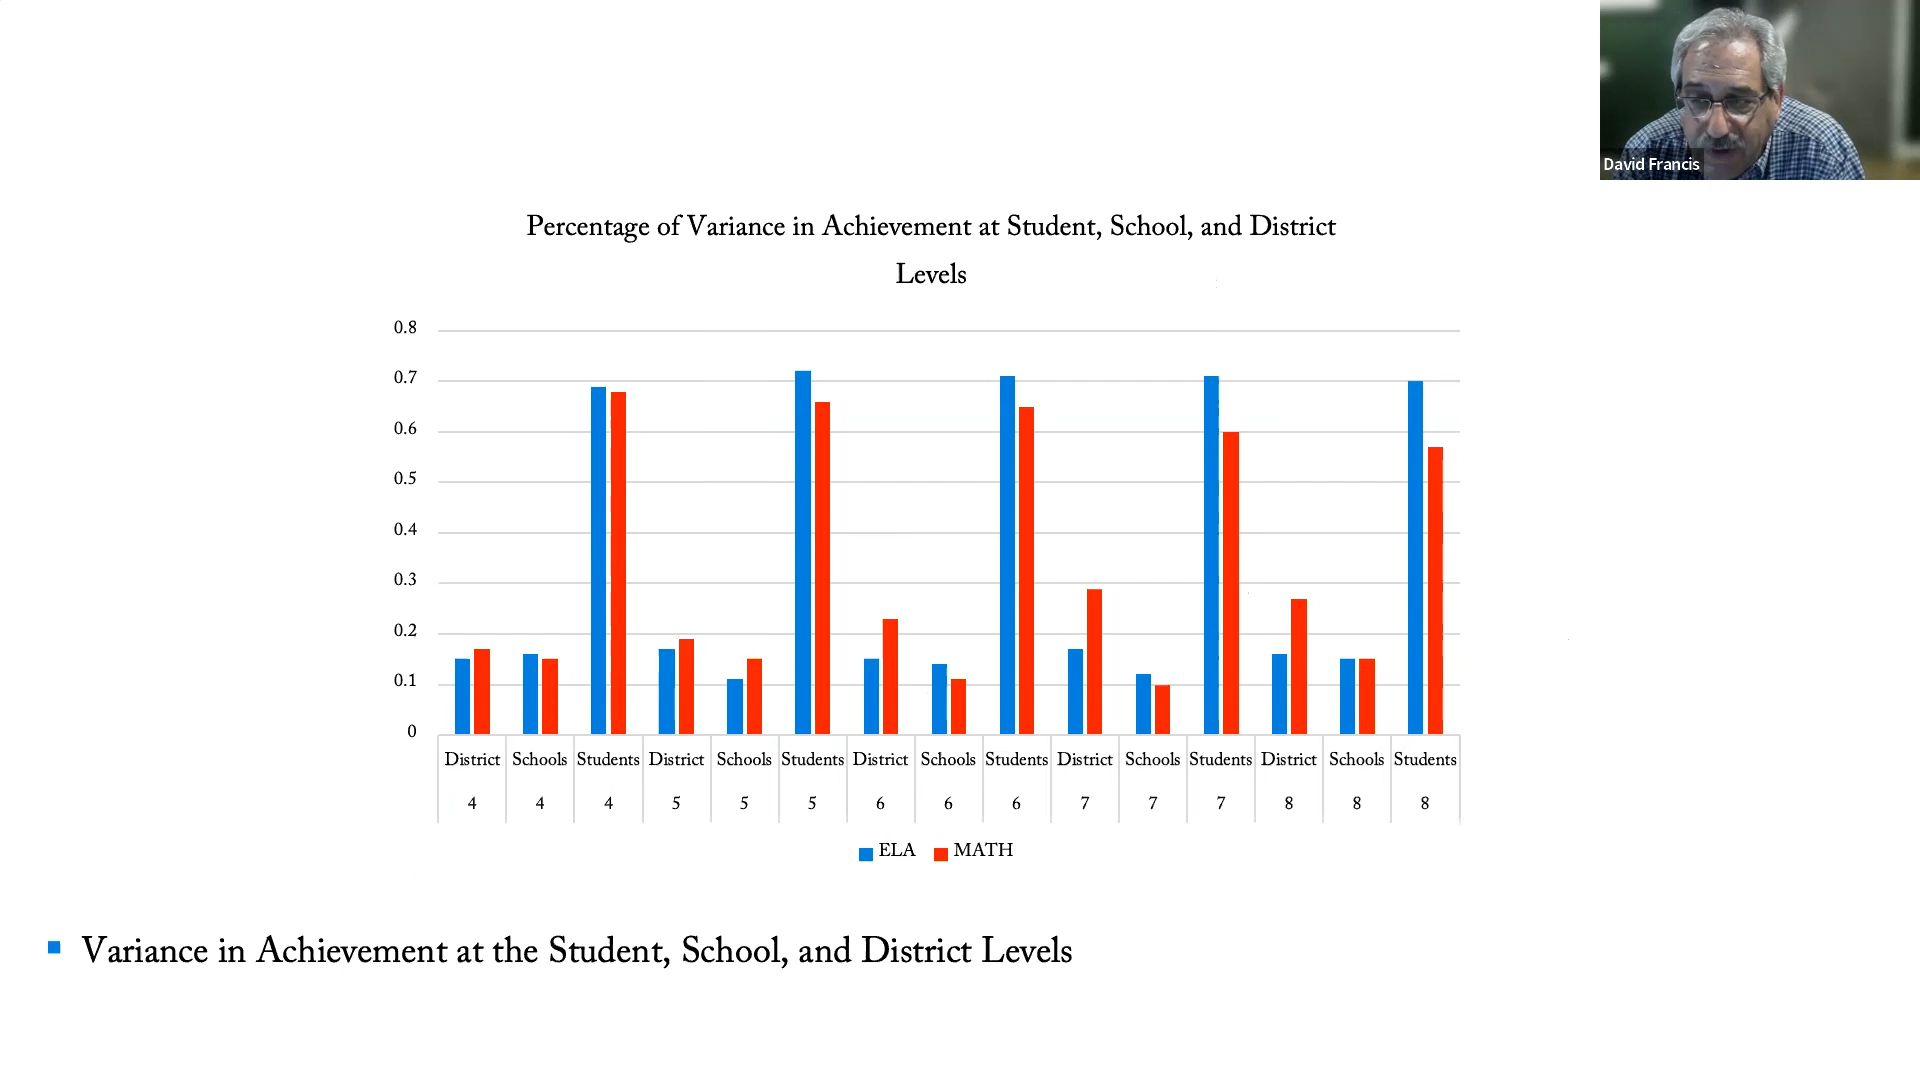 David Francis
Percentage of Variance in Achievement at Student, School, and District
Levels
0.8
0.7
0.6
0.5
0.4
0.3
0.2
0.1
0
District Schools Students District Schools Students District Schools Students District Schools Students District Schools Students
4 4 4 5 5 5 6 6 6 7 7 7 8 8 8
ELA MATH
Variance in Achievement at the Student, School, and District Levels